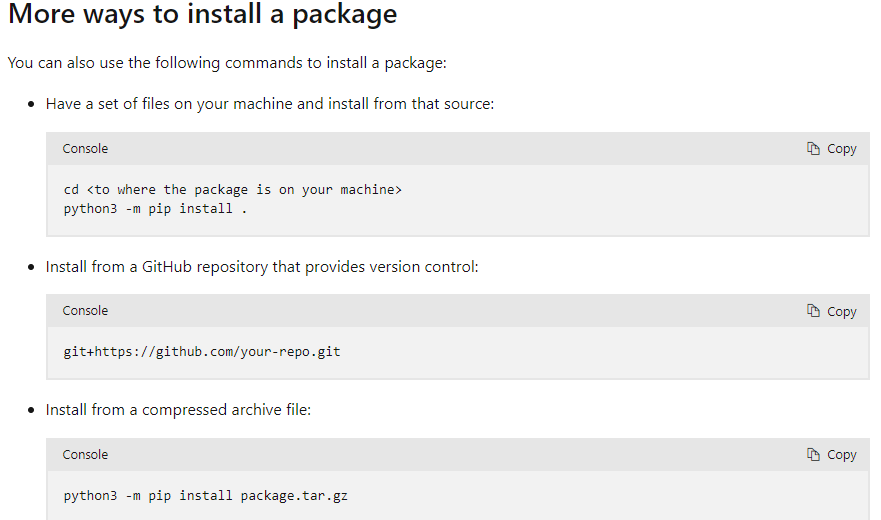 More ways to install a package
You can also use the following commands to install a package:
• Have a set of files on your machine and install from that source:
Console
Copy
cd <to where the package is on your machine>
python3 -m pip install .
• Install from a GitHub repository that provides version control:
Console
Copy
git+https://github.com/your-repo.git
• Install from a compressed archive file:
Console
Copy
python3 -m pip install package.tar.gz